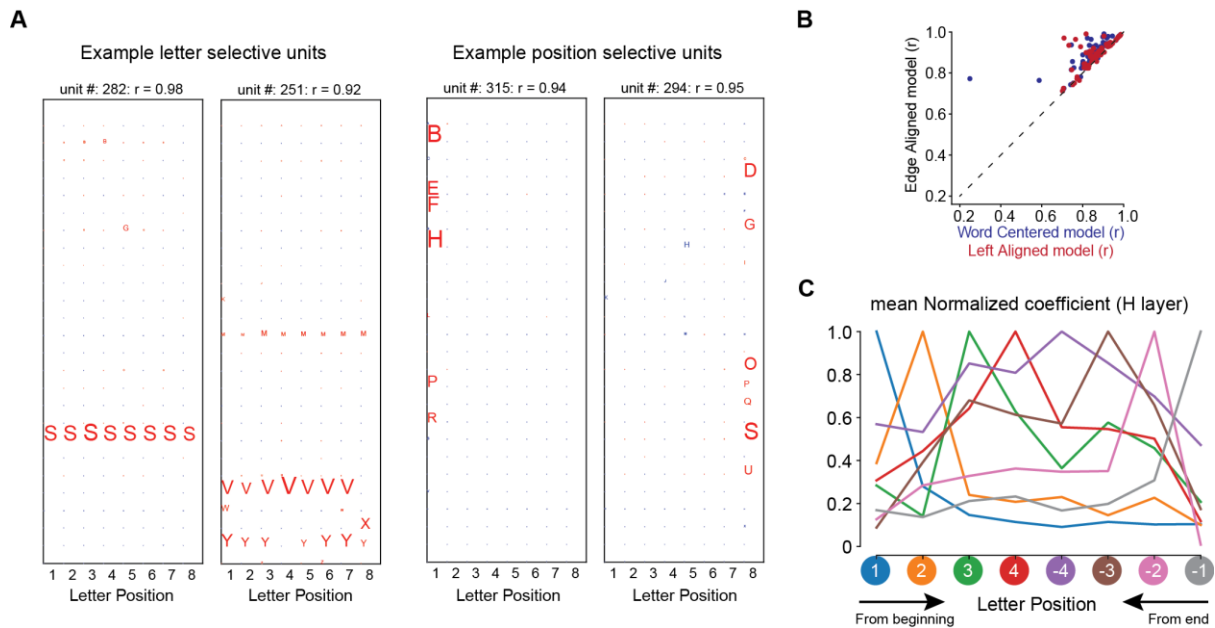 A
Example letter selective units
Example position selective units
unit #: 282: r = 0.98
unit #: 251: r = 0.92
unit #: 315: r = 0.94
unit #: 294: r = 0.95
G
S S S S S S S S
M M M M M M M M
V V V V V V V
W
X
Y Y Y Y Y Y Y
B
E
F
H
P
R
D
G
H
I
O
P
Q
S
U
1 2 3 4 5 6 7 8
1 2 3 4 5 6 7 8
1 2 3 4 5 6 7 8
1 2 3 4 5 6 7 8
Letter Position
Letter Position
Letter Position
Letter Position
B
Edge Aligned model (r)
1.0
0.8
0.6
0.4
0.2
0.2 0.4 0.6 0.8 1.0
Word Centered model (r)
Left Aligned model (r)
C
mean Normalized coefficient (H layer)
1.0
0.8
0.6
0.4
0.2
0
1 2 3 4 -4 -3 -2 -1
Letter Position
From beginning
From end